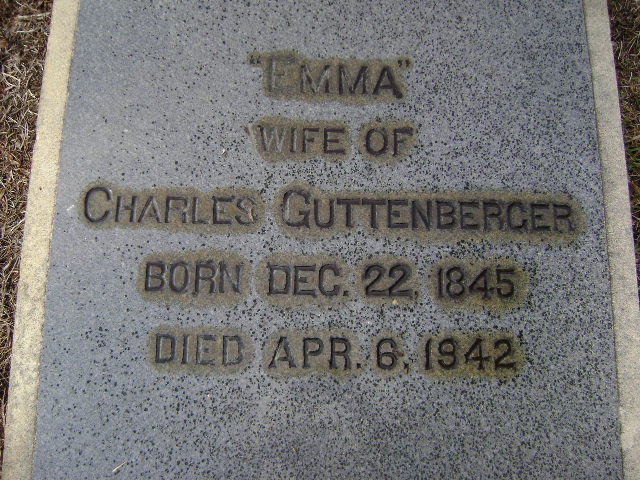 "EMMA"
WIFE OF
CHARLES GUTTENBERGER
BORN DEC. 22, 1845
DIED APR. 6, 1942